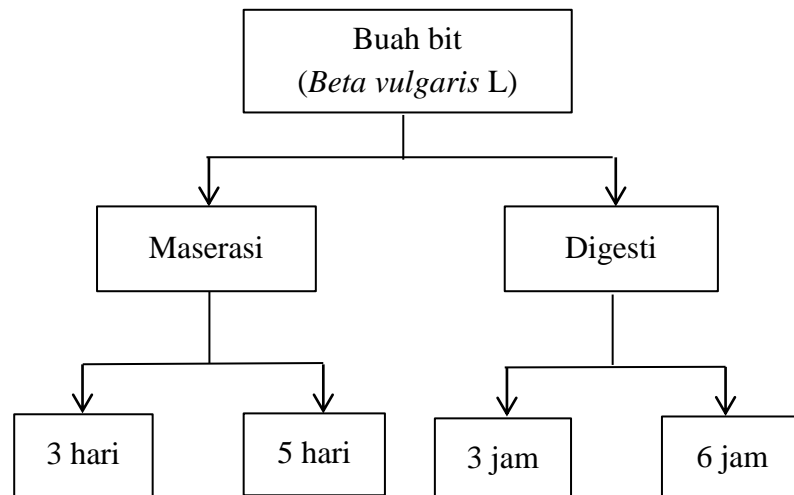 Buah bit
(Beta vulgaris L)
Maserasi
Digesti
3 hari
5 hari
3 jam
6 jam